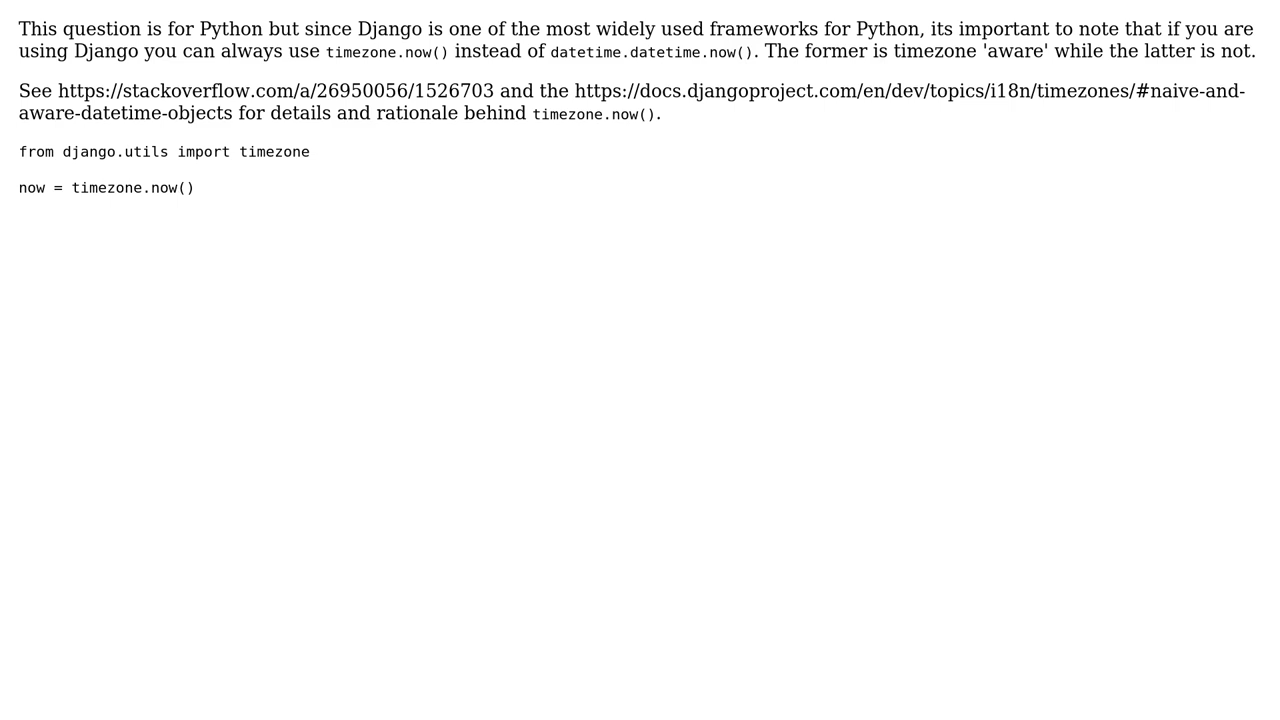 This question is for Python but since Django is one of the most widely used frameworks for Python, its important to note that if you are
using Django you can always use timezone.now() instead of datetime.datetime.now(). The former is timezone 'aware' while the latter is not.
See https://stackoverflow.com/a/26950056/1526703 and the https://docs.djangoproject.com/en/dev/topics/i18n/timezones/#naive-and-
aware-datetime-objects for details and rationale behind timezone.now().
from django.utils import timezone
now = timezone.now()